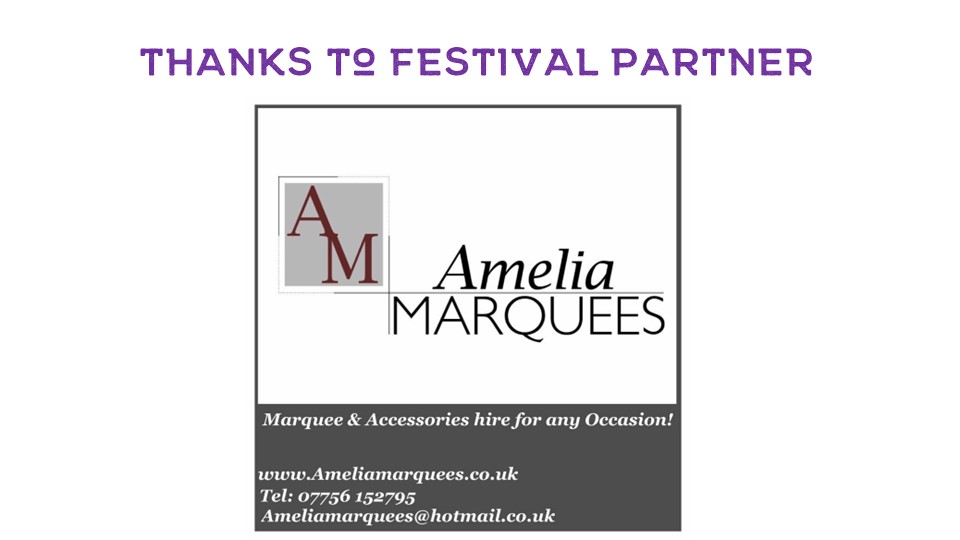 THANKS TO FESTIVAL PARTNER
AM
Amelia
MARQUEES
Marquee & Accessories hire for any Occasion!
www.Ameliamarquees.co.uk
Tel: 07756 152795
Ameliamarquees@hotmail.co.uk